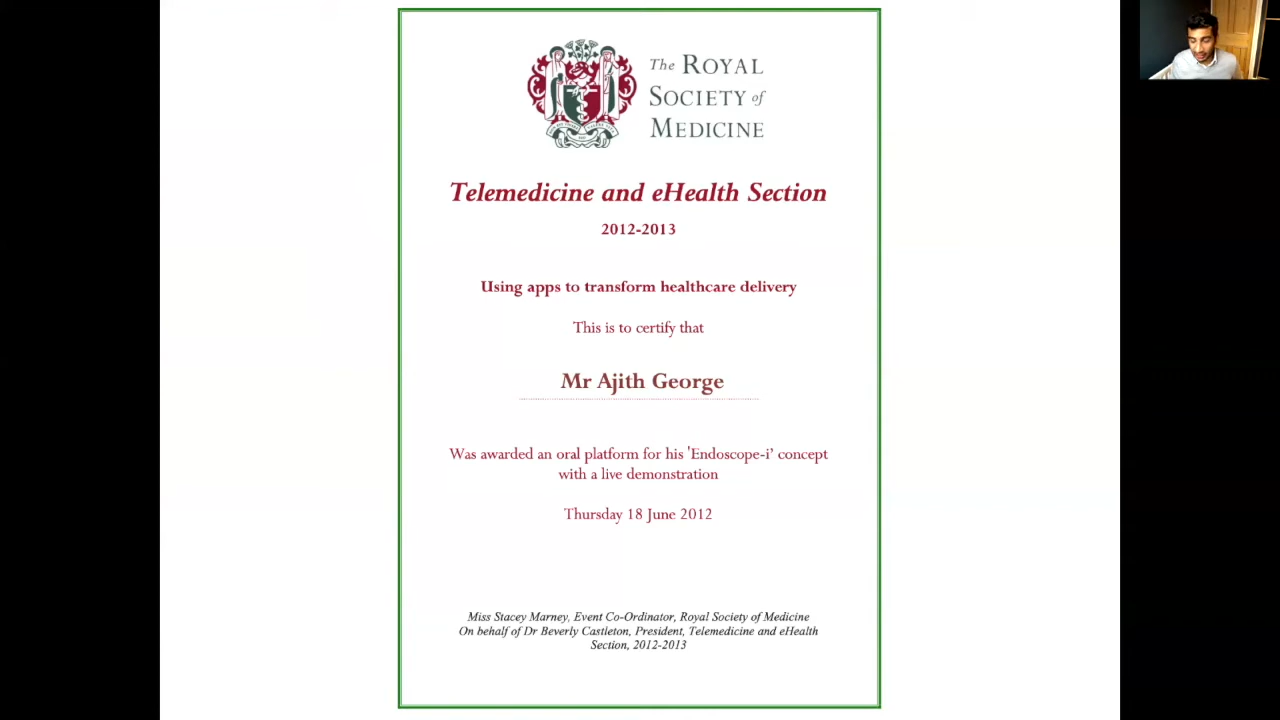 The ROYAL
SOCIETY of
MEDICINE
Telemedicine and eHealth Section
2012-2013
Using apps to transform healthcare delivery
This is to certify that
Mr Ajith George
Was awarded an oral platform for his 'Endoscope-i' concept
with a live demonstration
Thursday 18 June 2012
Miss Stacey Marney, Event Co-Ordinator, Royal Society of Medicine
On behalf of Dr Beverly Castleton, President, Telemedicine and eHealth
Section, 2012-2013